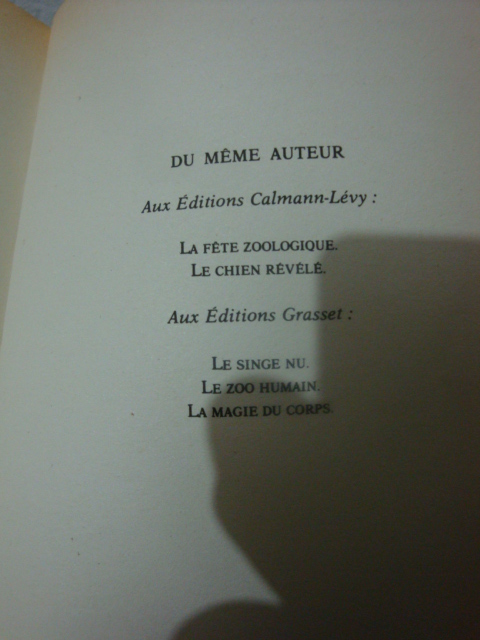 DU MÊME AUTEUR
Aux Éditions Calmann-Lévy :
LA FÊTE ZOOLOGIQUE.
LE CHIEN RÉVÉLÉ.
Aux Éditions Grasset :
LE SINGE NU.
LE ZOO HUMAIN.
LA MAGIE DU CORPS.